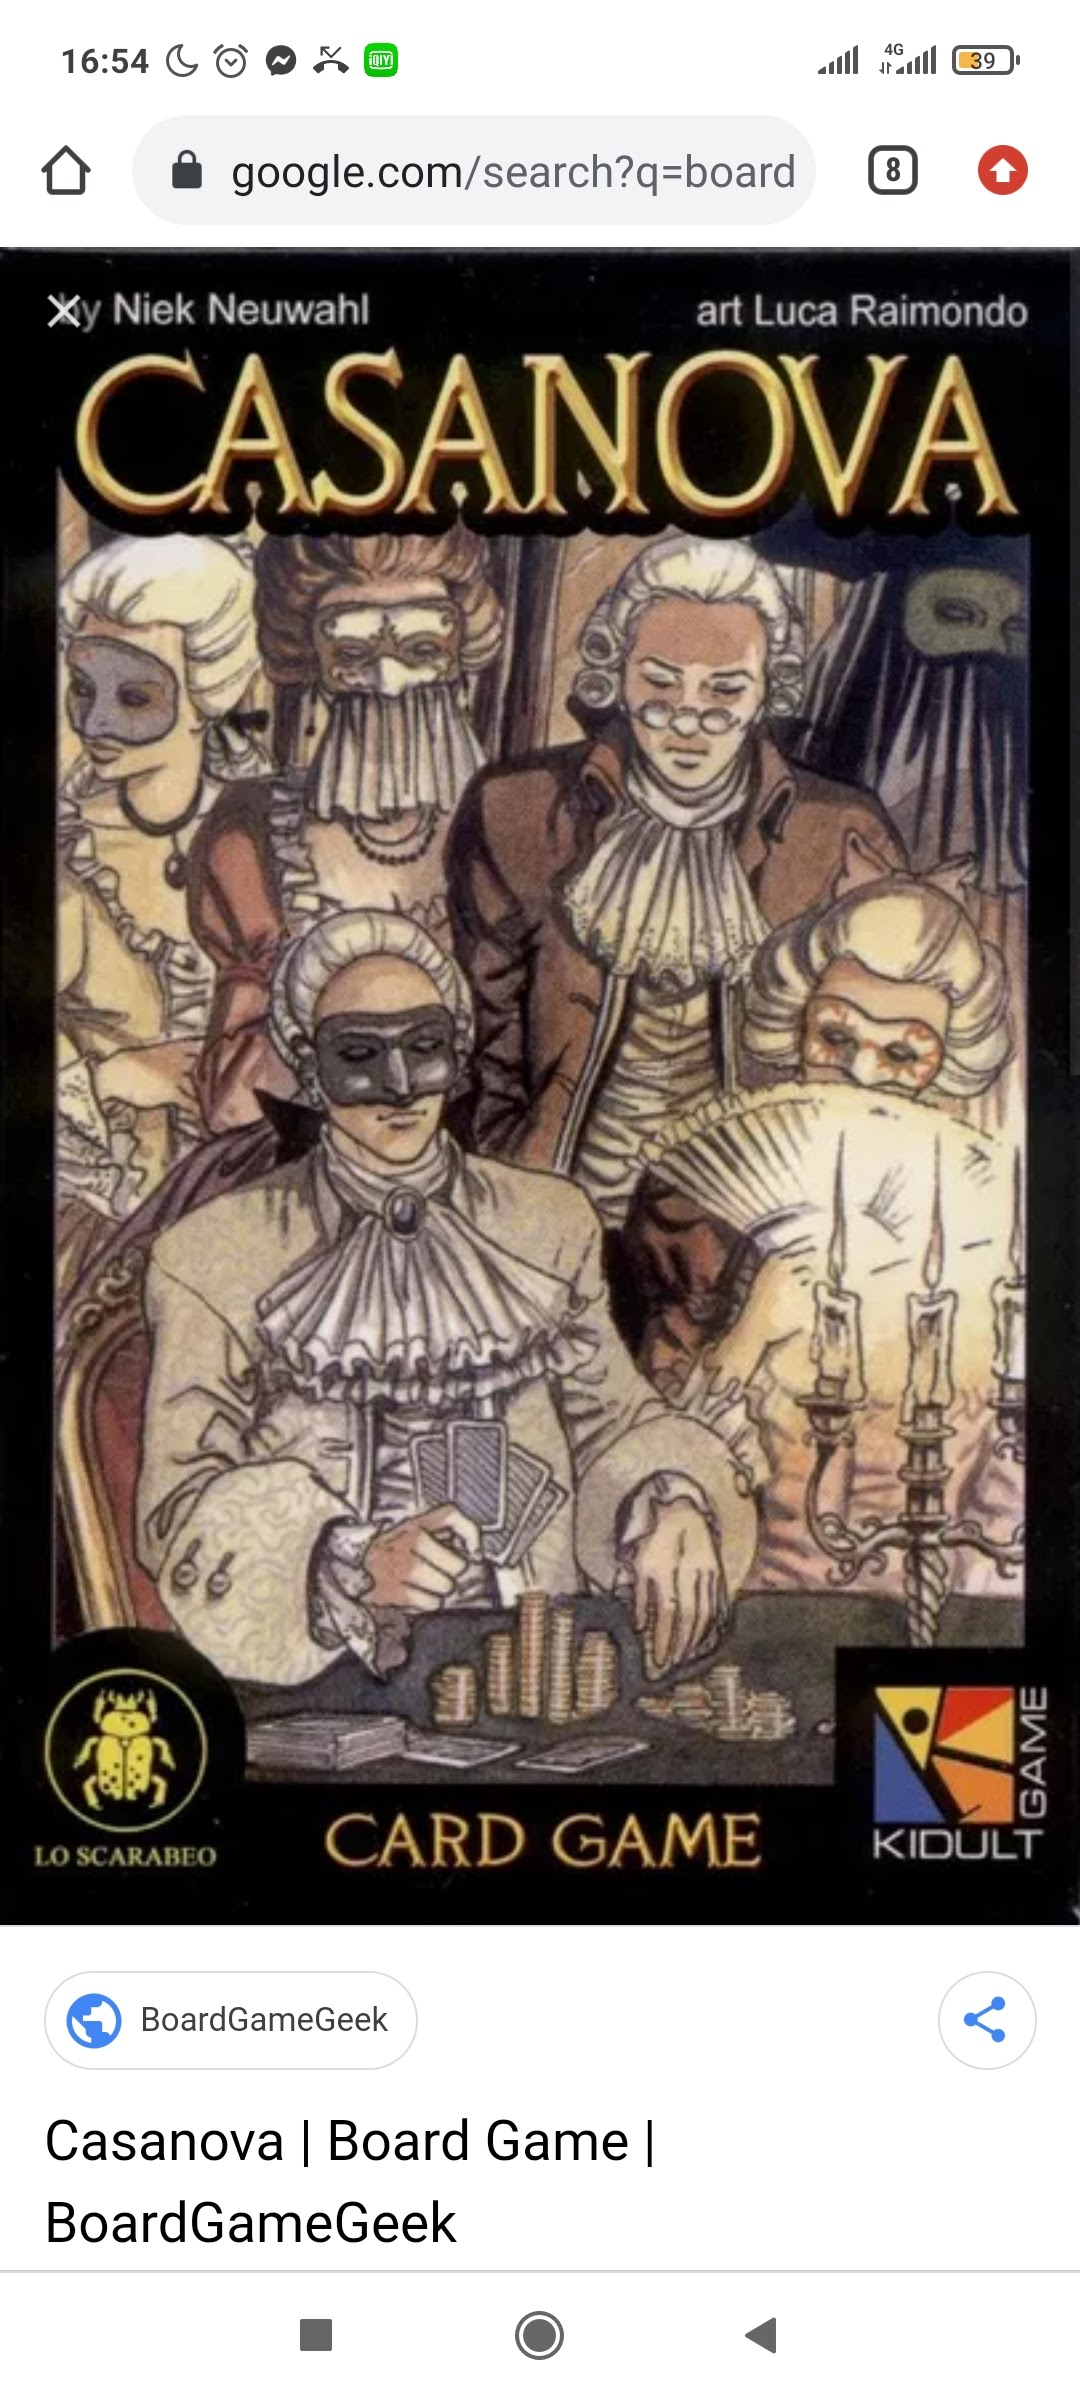 16:54
iQIYI
4G
39
google.com/search?q=board
8
by Niek Neuwahl
art Luca Raimondo
CASANOVA
LO SCARABEO
CARD GAME
KIDULT
GAME
BoardGameGeek
Casanova | Board Game |
BoardGameGeek